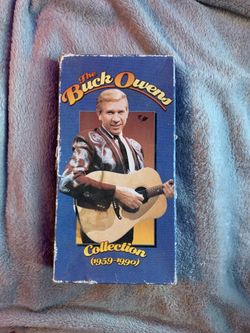 The
Buck Owens
Collection
(1959-1990)